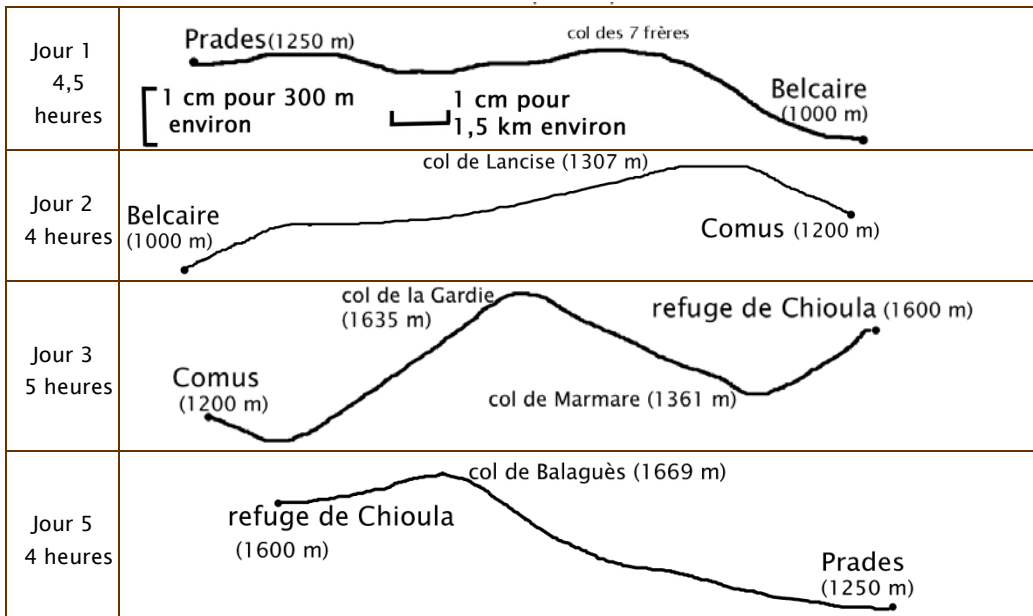 Jour 1
4,5
heures
Prades(1250 m)
col des 7 frères
Belcaire
(1000 m)
1 cm pour 300 m
environ
1 cm pour
1,5 km environ
Jour 2
4 heures
col de Lancise (1307 m)
Belcaire
(1000 m)
Comus (1200 m)
Jour 3
5 heures
col de la Gardie
(1635 m)
refuge de Chioula (1600 m)
Comus
(1200 m)
col de Marmare (1361 m)
Jour 5
4 heures
col de Balaguès (1669 m)
refuge de Chioula
(1600 m)
Prades
(1250 m)